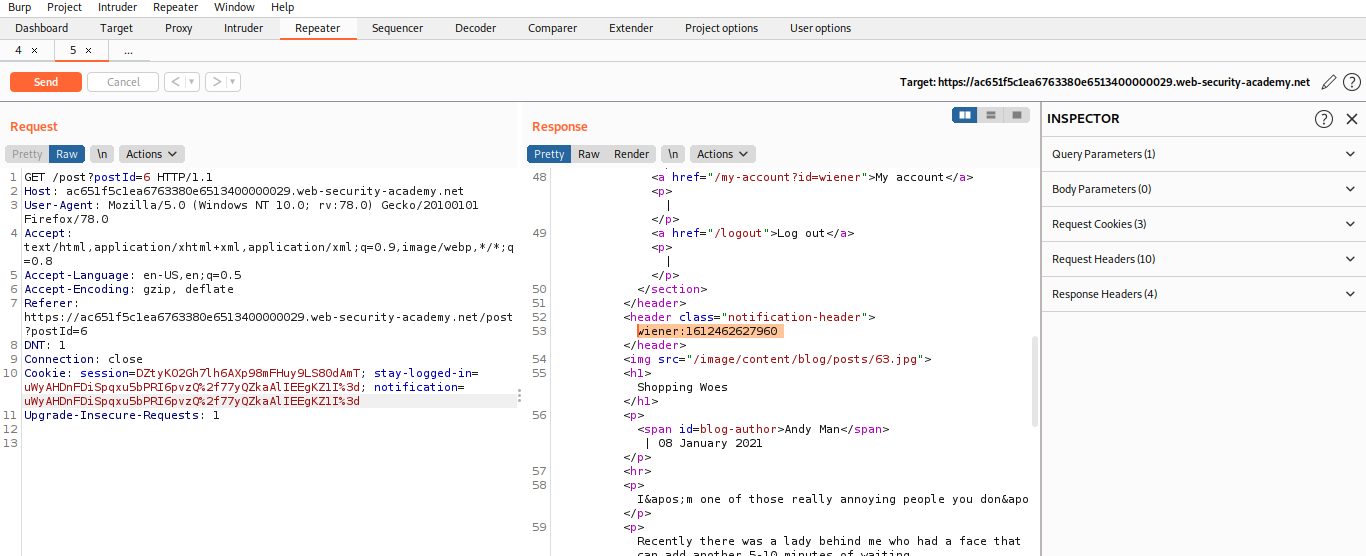 Burp Project Intruder Repeater Window Help
Dashboard Target Proxy Intruder Repeater Sequencer Decoder Comparer Extender Project options User options
4 × 5 × ...
Send Cancel < > Target: https://ac651f5c1ea6763380e6513400000029.web-security-academy.net
Request
Pretty Raw \n Actions
1 GET /post?postId=6 HTTP/1.1
2 Host: ac651f5c1ea6763380e6513400000029.web-security-academy.net
3 User-Agent: Mozilla/5.0 (Windows NT 10.0; rv:78.0) Gecko/20100101
Firefox/78.0
4 Accept:
text/html,application/xhtml+xml,application/xml;q=0.9,image/webp,*/*;q
=0.8
5 Accept-Language: en-US,en;q=0.5
6 Accept-Encoding: gzip, deflate
7 Referer:
https://ac651f5c1ea6763380e6513400000029.web-security-academy.net/post
?postId=6
8 DNT: 1
9 Connection: close
10 Cookie: session=DZtyKO2Gh7lh6AXp98mFHuy9LS80dAmT; stay-logged-in=
uWyAHDnFDiSpqxu5bPRI6pvzQ%2f77yQZkaAlIEEgKZ1I%3d; notification=
uWyAHDnFDiSpqxu5bPRI6pvzQ%2f77yQZkaAlIEEgKZ1I%3d
11 Upgrade-Insecure-Requests: 1
12
13
Response
Pretty Raw Render \n Actions
48 <a href="/my-account?id=wiener">My account</a>
<p>
|
</p>
49 <a href="/logout">Log out</a>
<p>
|
</p>
50 </section>
51 </header>
52 <header class="notification-header">
53 wiener:1612462627960
</header>
54 <img src="/image/content/blog/posts/63.jpg">
55 <h1>
Shopping Woes
</h1>
56 <p>
<span id=blog-author>Andy Man</span>
| 08 January 2021
</p>
57 <hr>
58 <p>
I&apos;m one of those really annoying people you don&apo
</p>
59 <p>
Recently there was a lady behind me who had a face that
can add another 5-10 minutes of waiting
INSPECTOR
Query Parameters (1)
Body Parameters (0)
Request Cookies (3)
Request Headers (10)
Response Headers (4)